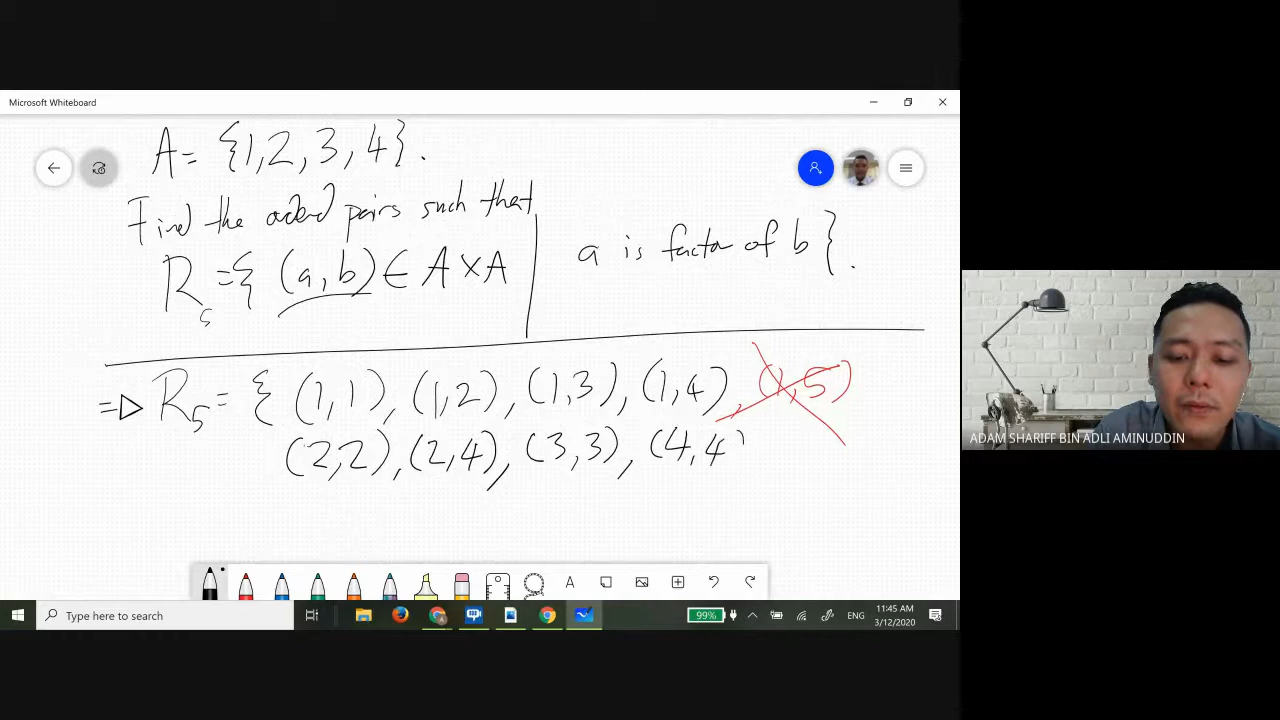 Microsoft Whiteboard
A = {1,2,3,4}.
Find the ordered pairs such that
R₅ = { (a,b) ∈ A×A | a is factor of b}.
⇒ R₅ = { (1,1), (1,2), (1,3), (1,4), (1,5)
(2,2), (2,4), (3,3), (4,4)
ADAM SHARIFF BIN ADLI AMINUDDIN
A
Type here to search
99%
ENG
11:45 AM
3/12/2020